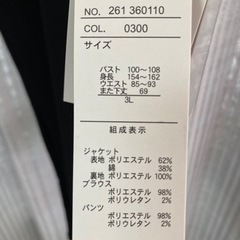 NO. 261 360110
COL. 0300
サイズ
バスト 100～108
身長 154～162
ウエスト 85～93
また下丈 69
3L
組成表示
ジャケット
表地 ポリエステル 62%
綿 38%
裏地 ポリエステル 100%
ブラウス
ポリエステル 98%
ポリウレタン 2%
パンツ
ポリエステル 98%
ポリウレタン 2%